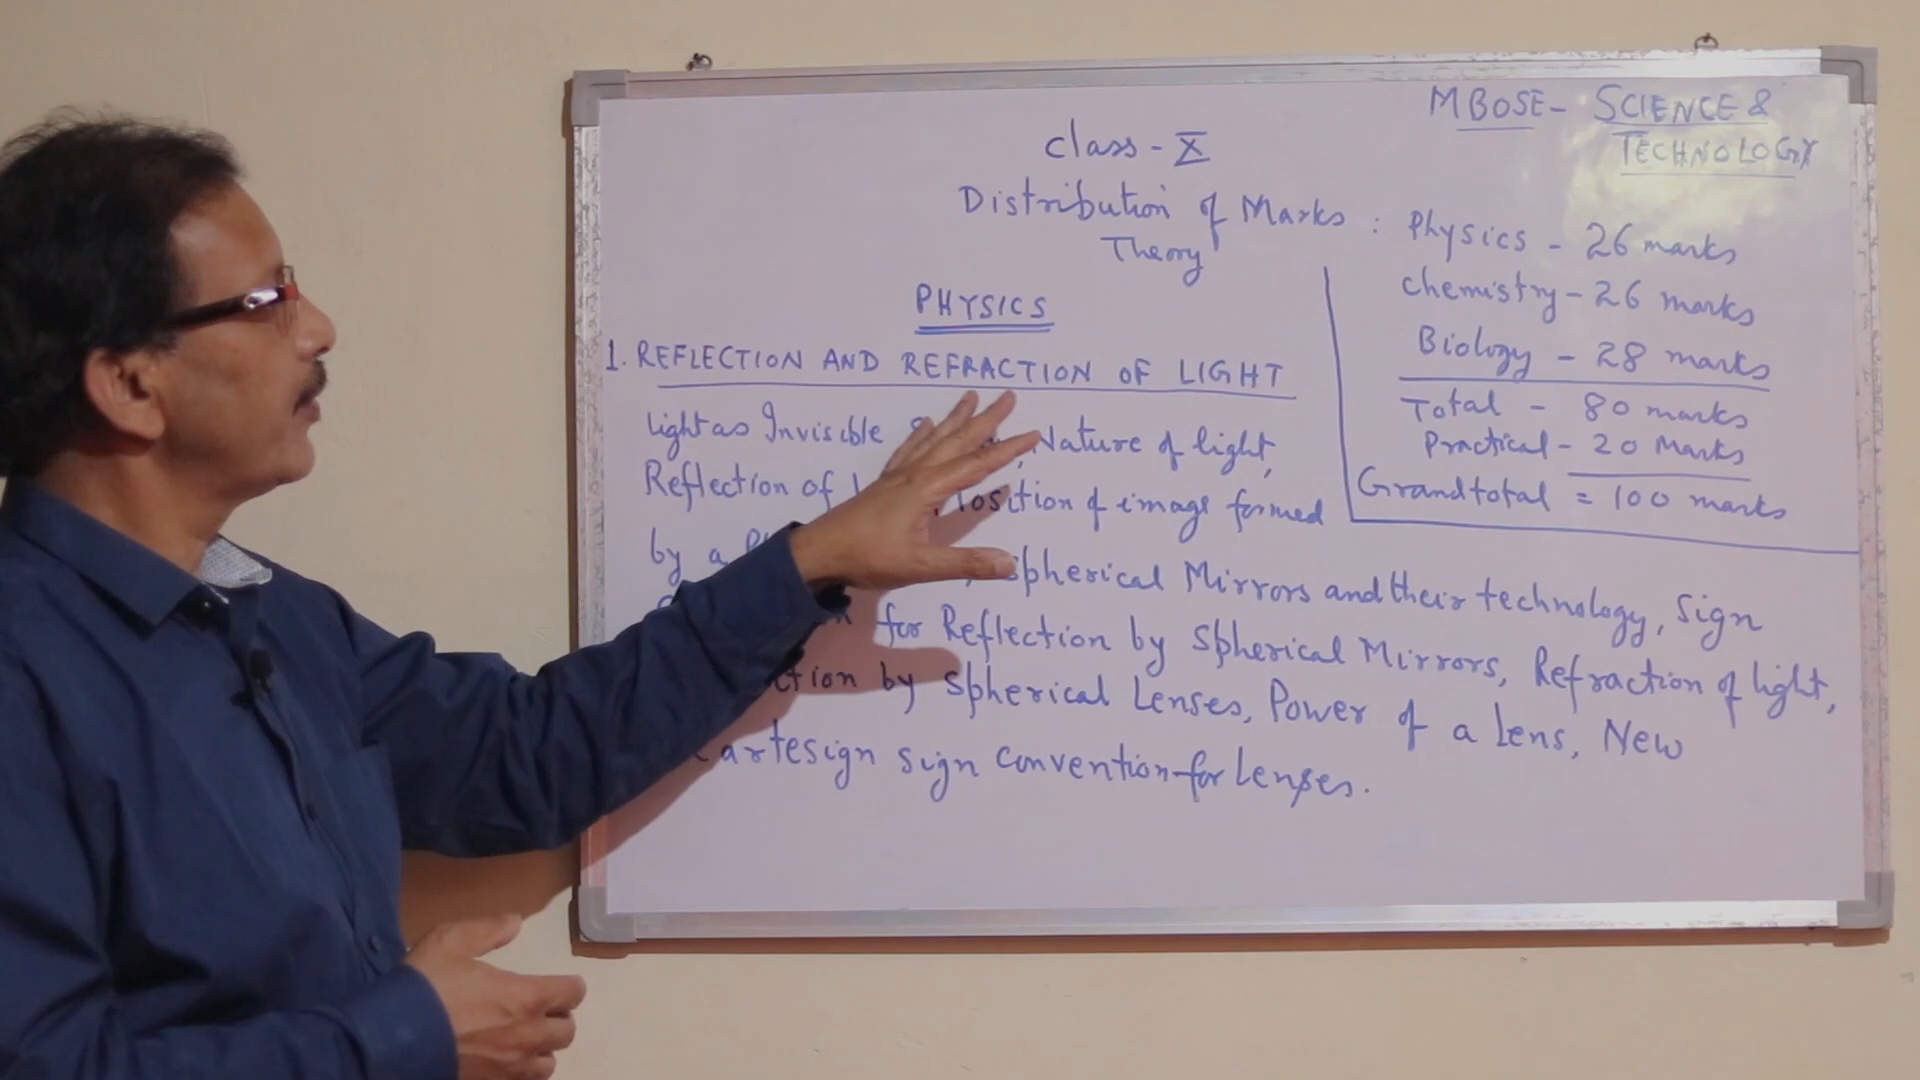 MBOSE- SCIENCE &
TECHNOLOGY
Class - X
Distribution of Marks :
Theory
Physics - 26 marks
Chemistry - 26 marks
Biology - 28 marks
Total - 80 marks
Practical - 20 Marks
Grandtotal = 100 marks
PHYSICS
1. REFLECTION AND REFRACTION OF LIGHT
light as Invisible Nature of light,
Reflection of Position of image formed
by a Spherical Mirrors and their technology, Sign
for Reflection by Spherical Mirrors, Refraction of light,
by Spherical Lenses, Power of a Lens, New
Cartesign sign Convention for Lenses.